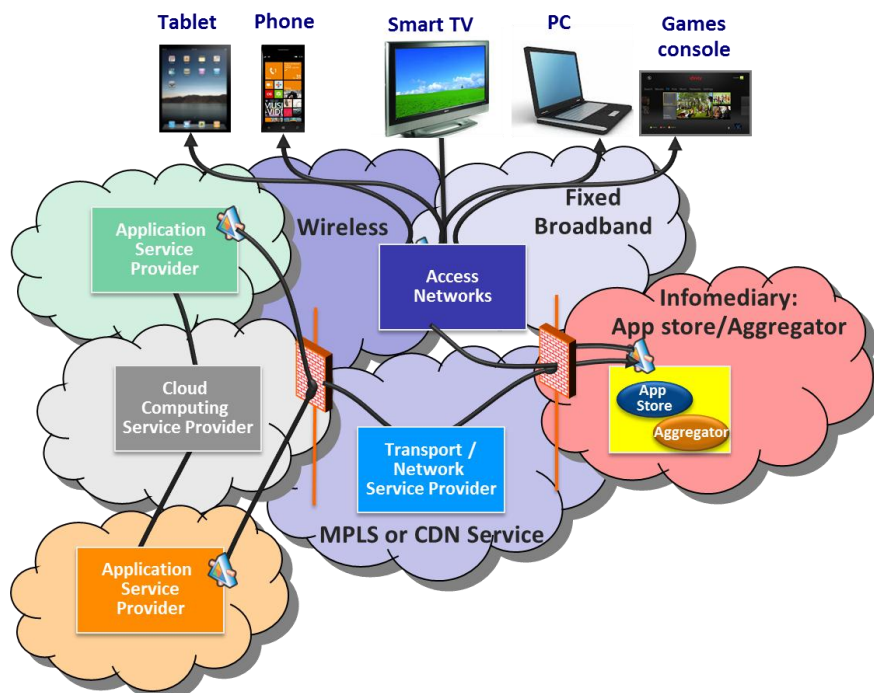 Tablet
Phone
Smart TV
PC
Games
console
Wireless
Fixed
Broadband
Application
Service
Provider
Access
Networks
Infomediary:
App store/Aggregator
Cloud
Computing
Service Provider
App
Store
Aggregator
Transport /
Network
Service Provider
MPLS or CDN Service
Application
Service
Provider